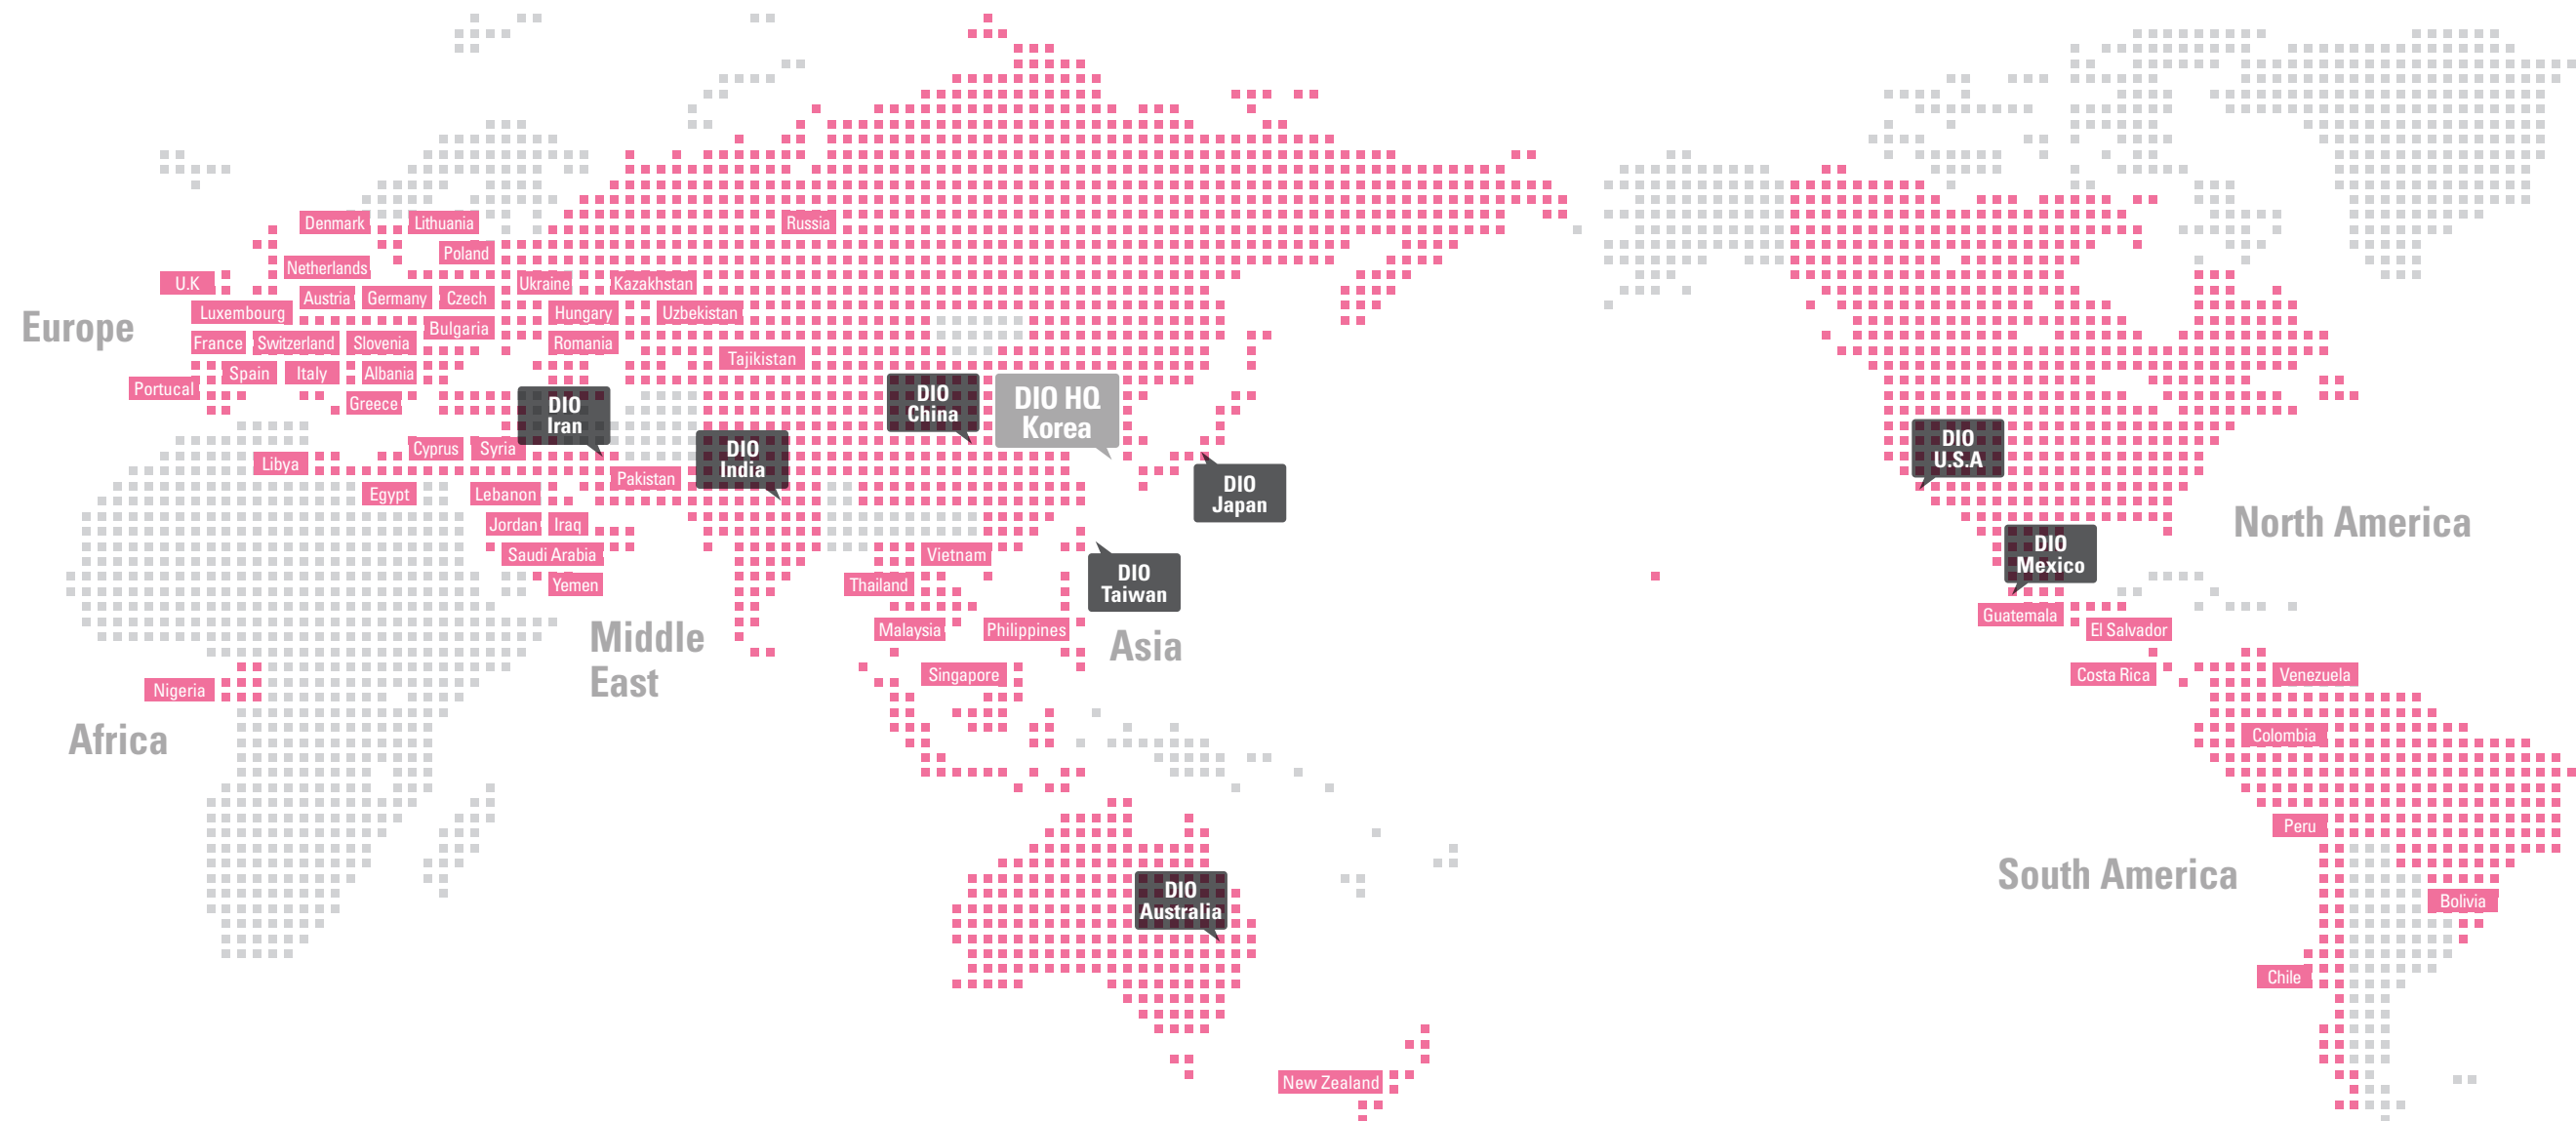 Denmark
Lithuania
Russia
Poland
Netherlands
U.K
Ukraine
Kazakhstan
Austria
Germany
Czech
Luxembourg
Hungary
Uzbekistan
Europe
Bulgaria
France
Switzerland
Slovenia
Romania
Tajikistan
Spain
Italy
Albania
Portucal
Greece
DIO
Iran
DIO
China
DIO HQ
Korea
DIO
India
DIO
U.S.A
Cyprus
Syria
Libya
Pakistan
Egypt
Lebanon
DIO
Japan
Jordan
Iraq
North America
Saudi Arabia
Vietnam
DIO
Mexico
Yemen
Thailand
DIO
Taiwan
Guatemala
Middle
East
Malaysia
Philippines
Asia
El Salvador
Singapore
Costa Rica
Venezuela
Nigeria
Africa
Colombia
Peru
South America
DIO
Australia
Bolivia
Chile
New Zealand